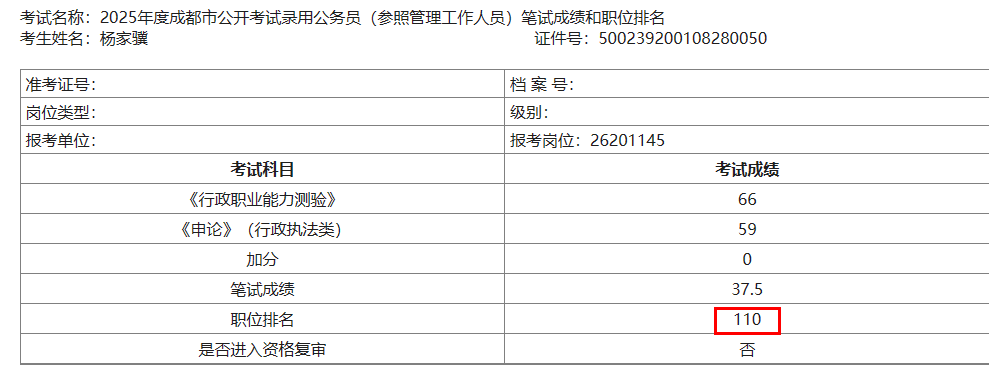 考试名称：2025年度成都市公开考试录用公务员（参照管理工作人员）笔试成绩和职位排名
考生姓名：杨家骥 证件号：500239200108280050
准考证号： 档 案 号：
岗位类型： 级别：
报考单位： 报考岗位：26201145
考试科目 考试成绩
《行政职业能力测验》 66
《申论》（行政执法类） 59
加分 0
笔试成绩 37.5
职位排名 110
是否进入资格复审 否